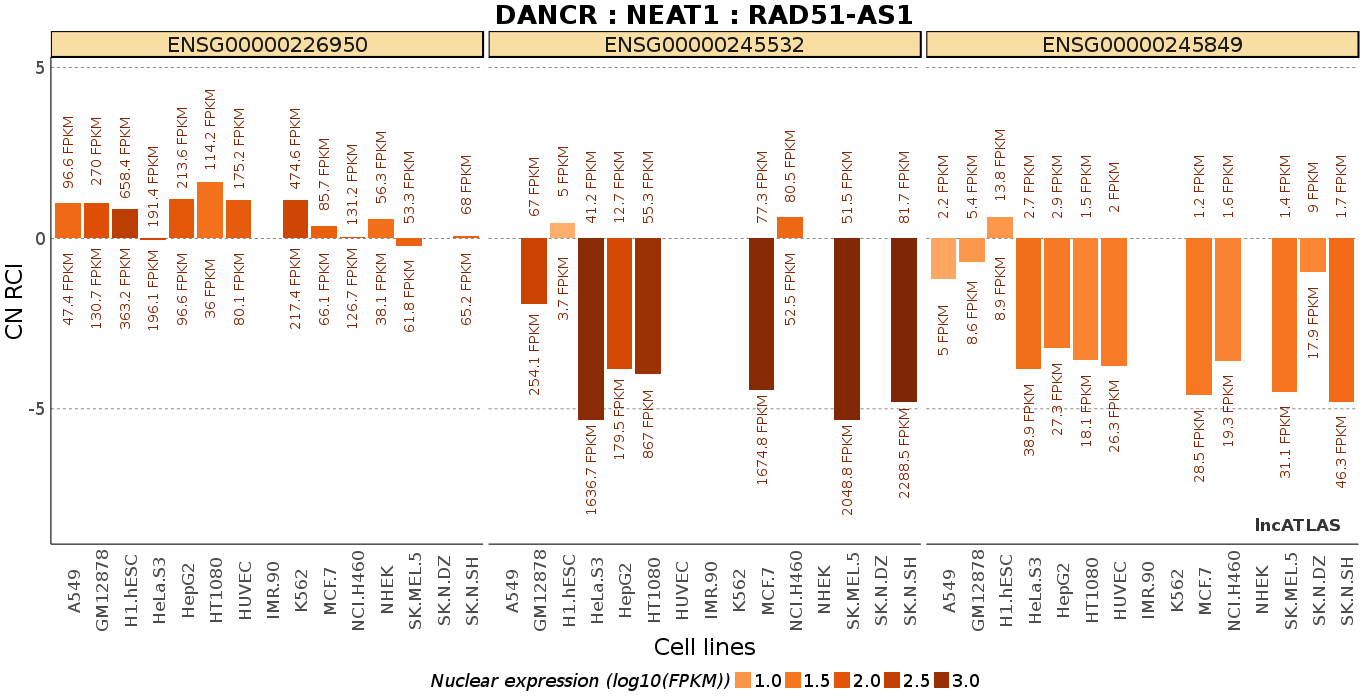 DANCR : NEAT1 : RAD51-AS1
ENSG00000226950 ENSG00000245532 ENSG00000245849
CN RCI
5
0
-5
96.6 FPKM 270 FPKM 658.4 FPKM 191.4 FPKM 213.6 FPKM 114.2 FPKM 175.2 FPKM 474.6 FPKM 85.7 FPKM 131.2 FPKM 56.3 FPKM 53.3 FPKM 68 FPKM
47.4 FPKM 130.7 FPKM 363.2 FPKM 196.1 FPKM 96.6 FPKM 36 FPKM 80.1 FPKM 217.4 FPKM 66.1 FPKM 126.7 FPKM 38.1 FPKM 61.8 FPKM 65.2 FPKM
67 FPKM 5 FPKM 41.2 FPKM 12.7 FPKM 55.3 FPKM 77.3 FPKM 80.5 FPKM 51.5 FPKM 81.7 FPKM
254.1 FPKM 3.7 FPKM 1636.7 FPKM 179.5 FPKM 867 FPKM 1674.8 FPKM 52.5 FPKM 2048.8 FPKM 2288.5 FPKM
2.2 FPKM 5.4 FPKM 13.8 FPKM 2.7 FPKM 2.9 FPKM 1.5 FPKM 2 FPKM 1.2 FPKM 1.6 FPKM 1.4 FPKM 9 FPKM 1.7 FPKM
5 FPKM 8.6 FPKM 8.9 FPKM 38.9 FPKM 27.3 FPKM 18.1 FPKM 26.3 FPKM 28.5 FPKM 19.3 FPKM 31.1 FPKM 17.9 FPKM 46.3 FPKM
lncATLAS
A549 GM12878 H1.hESC HeLa.S3 HepG2 HT1080 HUVEC IMR.90 K562 MCF.7 NCI.H460 NHEK SK.MEL.5 SK.N.DZ SK.N.SH
A549 GM12878 H1.hESC HeLa.S3 HepG2 HT1080 HUVEC IMR.90 K562 MCF.7 NCI.H460 NHEK SK.MEL.5 SK.N.DZ SK.N.SH
A549 GM12878 H1.hESC HeLa.S3 HepG2 HT1080 HUVEC IMR.90 K562 MCF.7 NCI.H460 NHEK SK.MEL.5 SK.N.DZ SK.N.SH
Cell lines
Nuclear expression (log10(FPKM)) 1.0 1.5 2.0 2.5 3.0